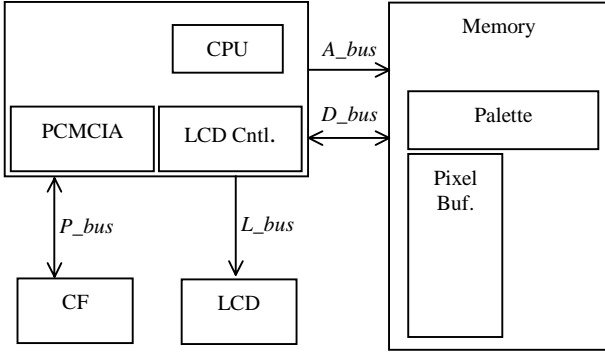 CPU
A_bus
Memory
PCMCIA
LCD Cntl.
D_bus
Palette
Pixel
Buf.
P_bus
L_bus
CF
LCD